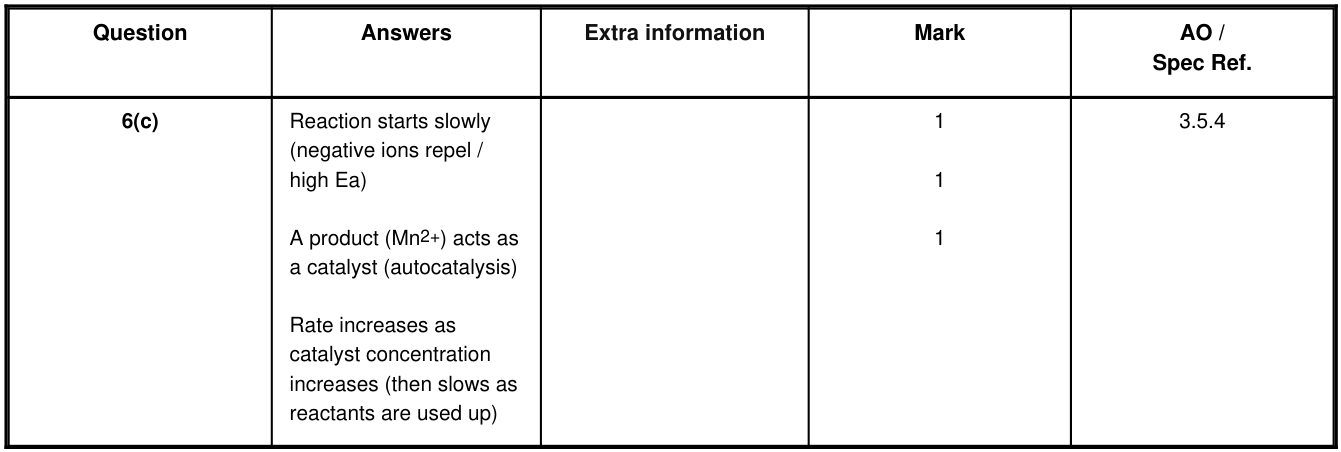 Question Answers Extra information Mark AO /
Spec Ref.
6(c) Reaction starts slowly 1 3.5.4
(negative ions repel /
high Ea) 1
A product (Mn2+) acts as 1
a catalyst (autocatalysis)
Rate increases as
catalyst concentration
increases (then slows as
reactants are used up)